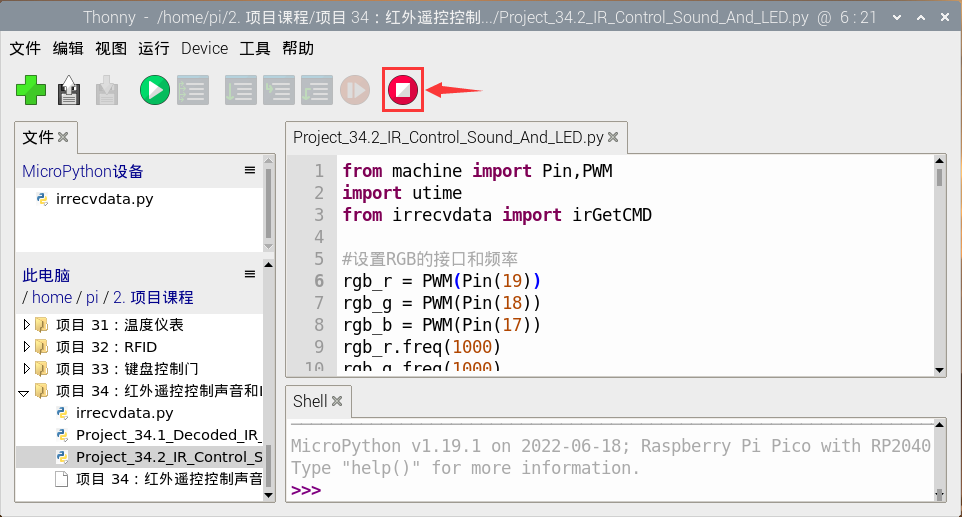 Thonny - /home/pi/2. 项目课程/项目 34：红外遥控控制.../Project_34.2_IR_Control_Sound_And_LED.py @ 6 : 21
文件 编辑 视图 运行 Device 工具 帮助
文件
MicroPython设备
irrecvdata.py
此电脑
/ home / pi / 2. 项目课程
项目 31：温度仪表
项目 32：RFID
项目 33：键盘控制门
项目 34：红外遥控控制声音和
irrecvdata.py
Project_34.1_Decoded_IR_
Project_34.2_IR_Control_S
项目 34：红外遥控控制声音
Project_34.2_IR_Control_Sound_And_LED.py
1 from machine import Pin,PWM
2 import utime
3 from irrecvdata import irGetCMD
4
5 #设置RGB的接口和频率
6 rgb_r = PWM(Pin(19))
7 rgb_g = PWM(Pin(18))
8 rgb_b = PWM(Pin(17))
9 rgb_r.freq(1000)
10 rgb_g.freq(1000)
Shell
MicroPython v1.19.1 on 2022-06-18; Raspberry Pi Pico with RP2040
Type "help()" for more information.
>>>